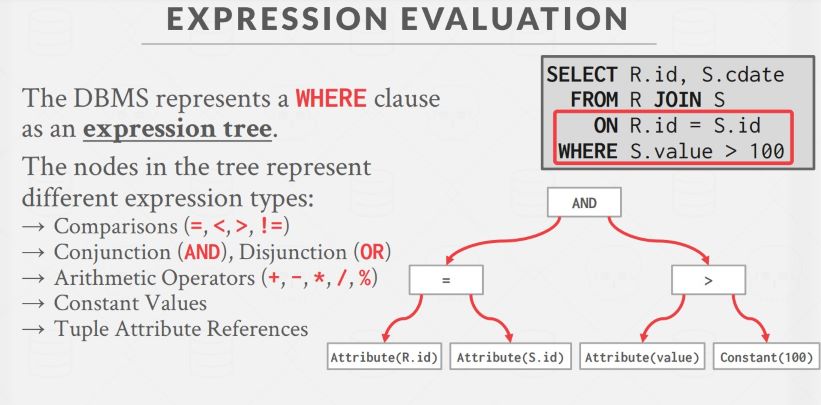 EXPRESSION EVALUATION
The DBMS represents a WHERE clause
as an expression tree.
The nodes in the tree represent
different expression types:
→ Comparisons (=, <, >, !=)
→ Conjunction (AND), Disjunction (OR)
→ Arithmetic Operators (+, -, *, /, %)
→ Constant Values
→ Tuple Attribute References
SELECT R.id, S.cdate
FROM R JOIN S
ON R.id = S.id
WHERE S.value > 100
AND
=
>
Attribute(R.id)
Attribute(S.id)
Attribute(value)
Constant(100)